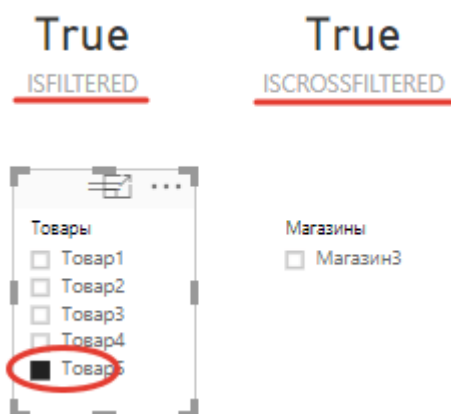 True True
ISFILTERED ISCROSSFILTERED
Товары Магазины
Товар1 Магазин3
Товар2
Товар3
Товар4
Товар5